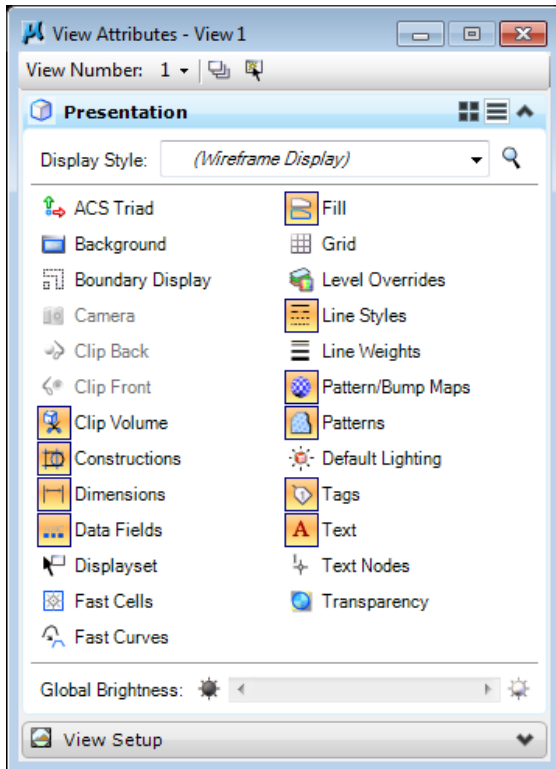 View Attributes - View 1
View Number: 1
Presentation
Display Style: (Wireframe Display)
ACS Triad
Background
Boundary Display
Camera
Clip Back
Clip Front
Clip Volume
Constructions
Dimensions
Data Fields
Displayset
Fast Cells
Fast Curves
Fill
Grid
Level Overrides
Line Styles
Line Weights
Pattern/Bump Maps
Patterns
Default Lighting
Tags
Text
Text Nodes
Transparency
Global Brightness:
View Setup